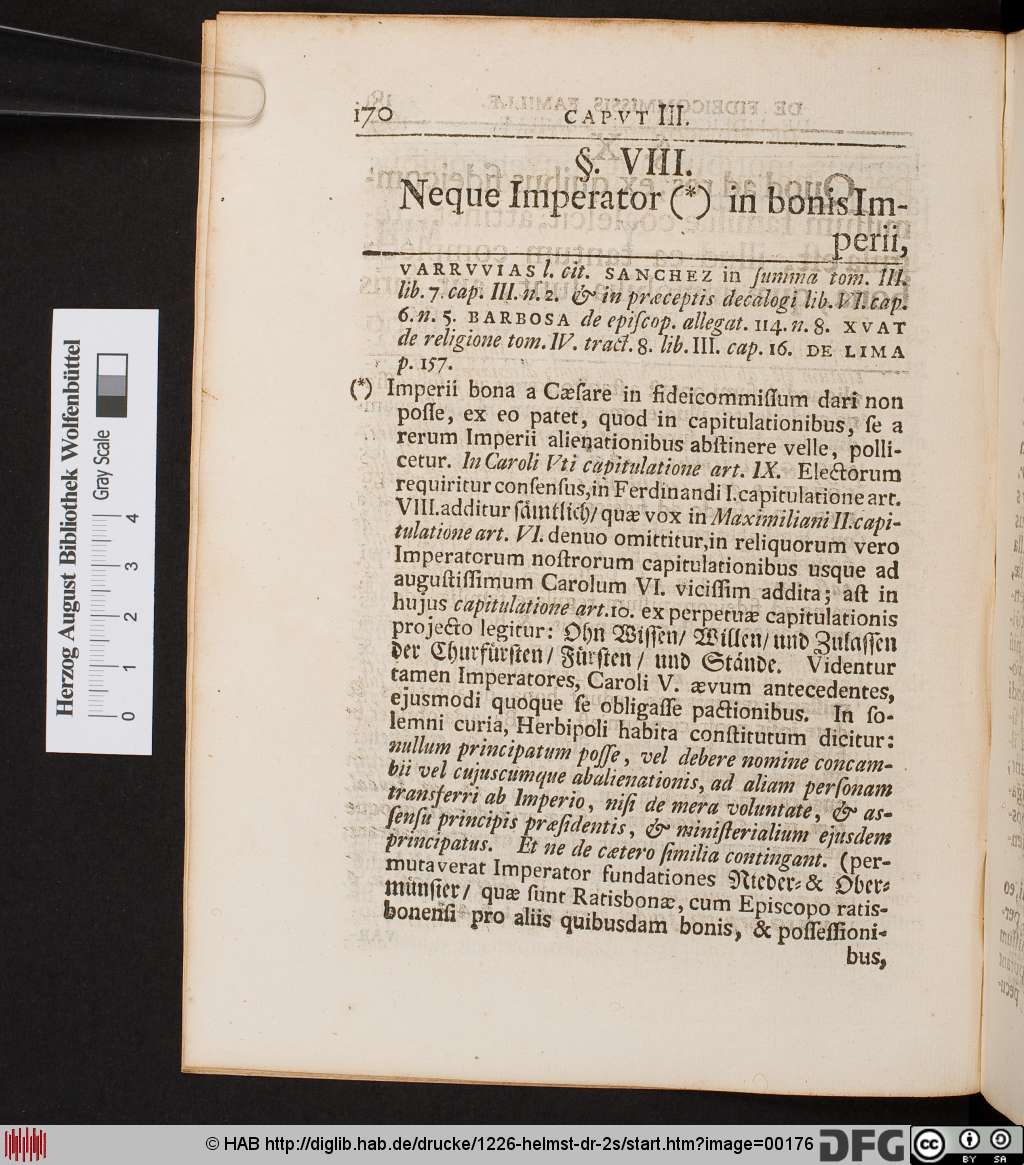 170 CAPVT III.
§. VIII.
Neque Imperator (*) in bonis Im-
perii,
VARRVVIAS l. cit. SANCHEZ in ſumma tom. III.
lib. 7. cap. III. n. 2. & in præceptis decalogi lib. VI. cap.
6. n. 5. BARBOSA de epiſcop. allegat. 114. n. 8. XVAT
de religione tom. IV. tract. 8. lib. III. cap. 16. DE LIMA
p. 157.
(*) Imperii bona a Cæſare in fideicommiſſum dari non
poſſe, ex eo patet, quod in capitulationibus, ſe a
rerum Imperii alienationibus abſtinere velle, polli-
cetur. In Caroli Vti capitulatione art. IX. Electorum
requiritur conſenſus, in Ferdinandi I. capitulatione art.
VIII. additur ſämtlich/ quæ vox in Maximiliani II. capi-
tulatione art. VI. denuo omittitur, in reliquorum vero
Imperatorum noſtrorum capitulationibus usque ad
auguſtiſſimum Carolum VI. viciſſim addita; aſt in
hujus capitulatione art. 10. ex perpetuæ capitulationis
projecto legitur: Ohn Wiſſen/ Willen/ und Zulaſſen
der Churfürſten/ Fürſten/ und Stände. Videntur
tamen Imperatores, Caroli V. ævum antecedentes,
ejusmodi quoque ſe obligaſſe pactionibus. In ſo-
lemni curia, Herbipoli habita conſtitutum dicitur:
nullum principatum poſſe, vel debere nomine concam-
bii vel cujuscumque abalienationis, ad aliam perſonam
transferri ab Imperio, niſi de mera voluntate, & as-
ſenſu principis præſidentis, & miniſterialium ejusdem
principatus. Et ne de cætero ſimilia contingant. (per-
mutaverat Imperator fundationes Nieder- & Ober-
münſter/ quæ ſunt Ratisbonæ, cum Epiſcopo ratis-
bonenſi pro aliis quibusdam bonis, & poſſeſſioni-
bus,
Herzog August Bibliothek Wolfenbüttel
Gray Scale
0 1 2 3 4
© HAB http://diglib.hab.de/drucke/1226-helmst-dr-2s/start.htm?image=00176
DFG
cc BY SA